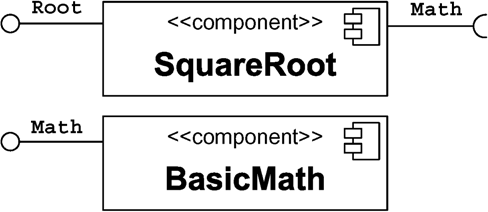 Root
Math
<<component>>
SquareRoot
Math
<<component>>
BasicMath